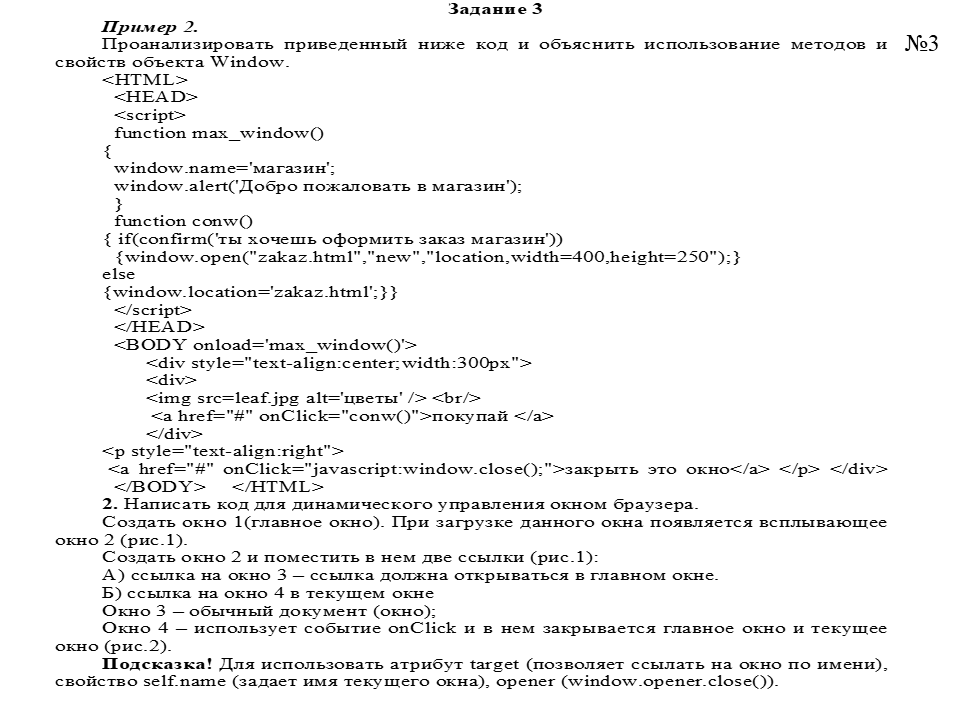 Задание 3
Пример 2.
Проанализировать приведенный ниже код и объяснить использование методов и
свойств объекта Window.
№3
<HTML>
<HEAD>
<script>
function max_window()
{
window.name='магазин';
window.alert('Добро пожаловать в магазин');
}
function conw()
{ if(confirm('ты хочешь оформить заказ магазин'))
{window.open("zakaz.html","new","location,width=400,height=250");}
else
{window.location='zakaz.html';}}
</script>
</HEAD>
<BODY onload='max_window()'>
<div style="text-align:center;width:300px">
<div>
<img src=leaf.jpg alt='цветы' /> <br/>
<a href="#" onClick="conw()">покупай </a>
</div>
<p style="text-align:right">
<a href="#" onClick="javascript:window.close();">закрыть это окно</a> </p> </div>
</BODY> </HTML>
2. Написать код для динамического управления окном браузера.
Создать окно 1(главное окно). При загрузке данного окна появляется всплывающее
окно 2 (рис.1).
Создать окно 2 и поместить в нем две ссылки (рис.1):
А) ссылка на окно 3 – ссылка должна открываться в главном окне.
Б) ссылка на окно 4 в текущем окне
Окно 3 – обычный документ (окно);
Окно 4 – использует событие onClick и в нем закрывается главное окно и текущее
окно (рис.2).
Подсказка! Для использовать атрибут target (позволяет ссылать на окно по имени),
свойство self.name (задает имя текущего окна), opener (window.opener.close()).